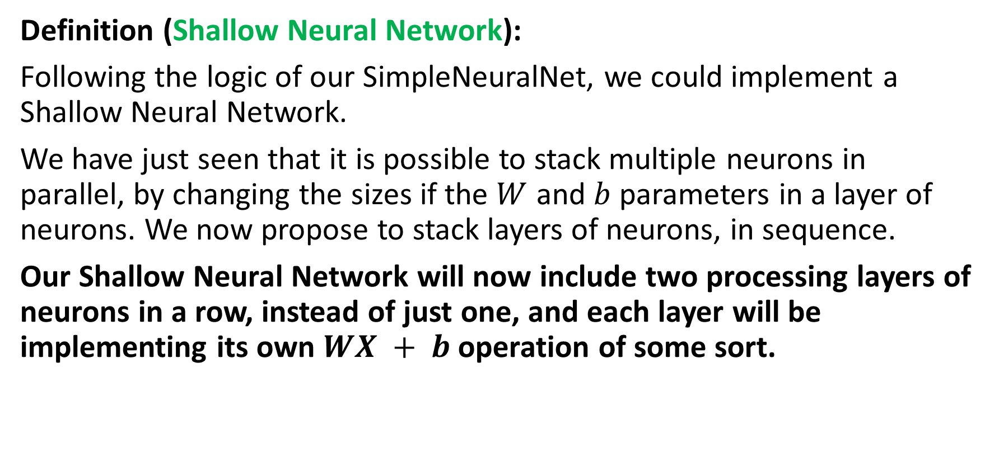 Definition (Shallow Neural Network):
Following the logic of our SimpleNeuralNet, we could implement a
Shallow Neural Network.
We have just seen that it is possible to stack multiple neurons in
parallel, by changing the sizes if the W and b parameters in a layer of
neurons. We now propose to stack layers of neurons, in sequence.
Our Shallow Neural Network will now include two processing layers of
neurons in a row, instead of just one, and each layer will be
implementing its own WX + b operation of some sort.